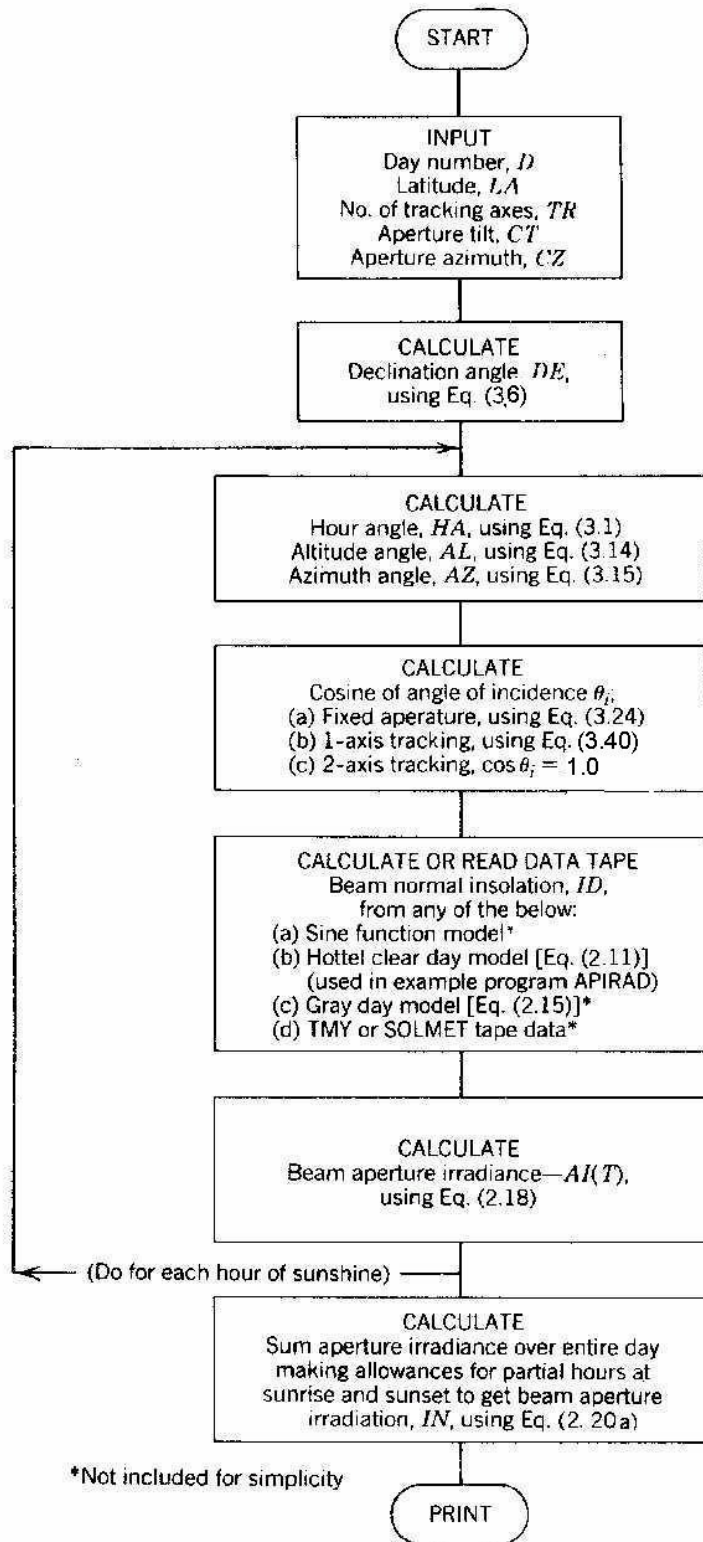 START
INPUT
Day number, D
Latitude, LA
No. of tracking axes, TR
Aperture tilt, CT
Aperture azimuth, CZ
CALCULATE
Declination angle DE,
using Eq. (3,6)
CALCULATE
Hour angle, HA, using Eq. (3.1)
Altitude angle, AL, using Eq. (3.14)
Azimuth angle, AZ, using Eq. (3.15)
CALCULATE
Cosine of angle of incidence θi,
(a) Fixed aperature, using Eq. (3.24)
(b) 1-axis tracking, using Eq. (3.40)
(c) 2-axis tracking, cos θi = 1.0
CALCULATE OR READ DATA TAPE
Beam normal insolation, ID,
from any of the below:
(a) Sine function model*
(b) Hottel clear day model [Eq. (2.11)]
(used in example program APIRAD)
(c) Gray day model [Eq. (2.15)]*
(d) TMY or SOLMET tape data*
CALCULATE
Beam aperture irradiance—AI(T),
using Eq. (2.18)
(Do for each hour of sunshine)
CALCULATE
Sum aperture irradiance over entire day
making allowances for partial hours at
sunrise and sunset to get beam aperture
irradiation, IN, using Eq. (2. 20a)
*Not included for simplicity
PRINT